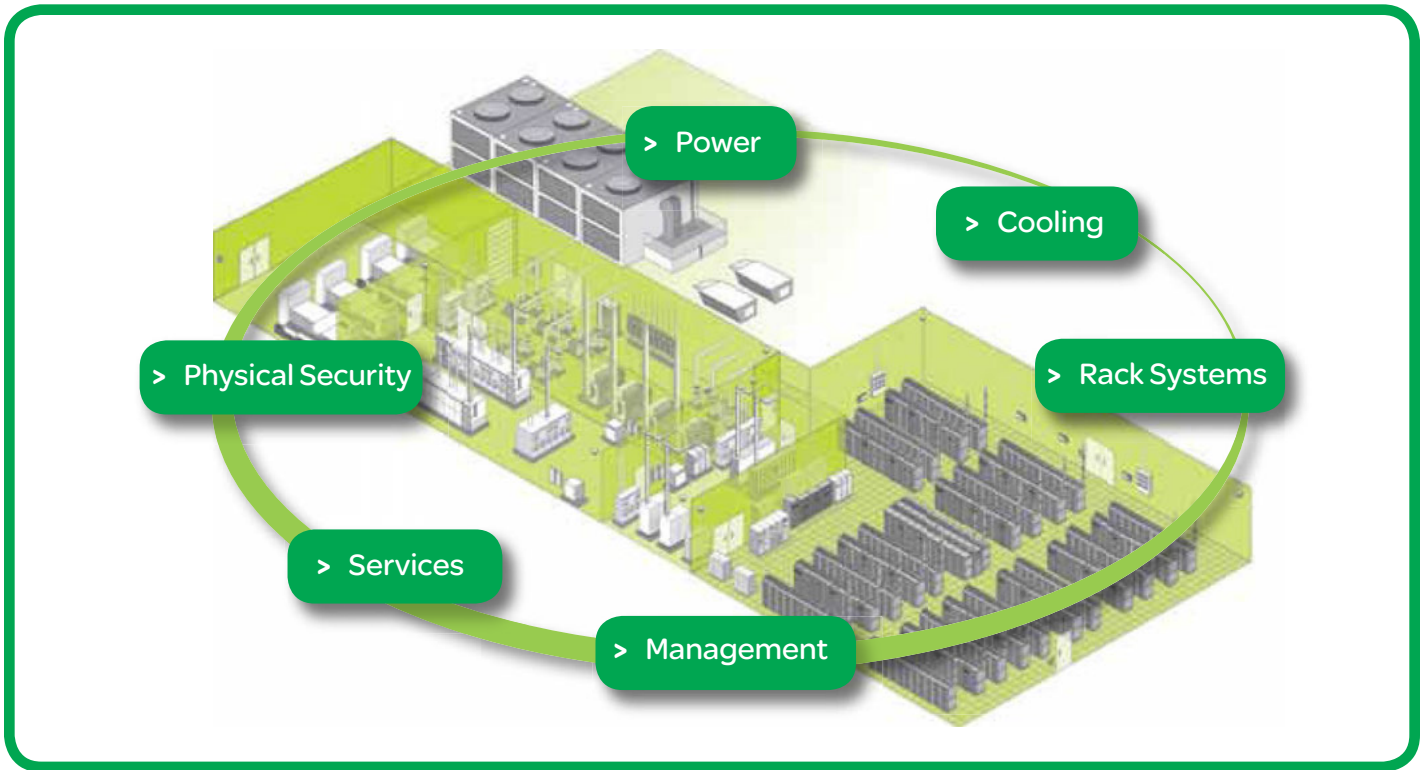 > Power
> Cooling
> Physical Security
> Rack Systems
> Services
> Management